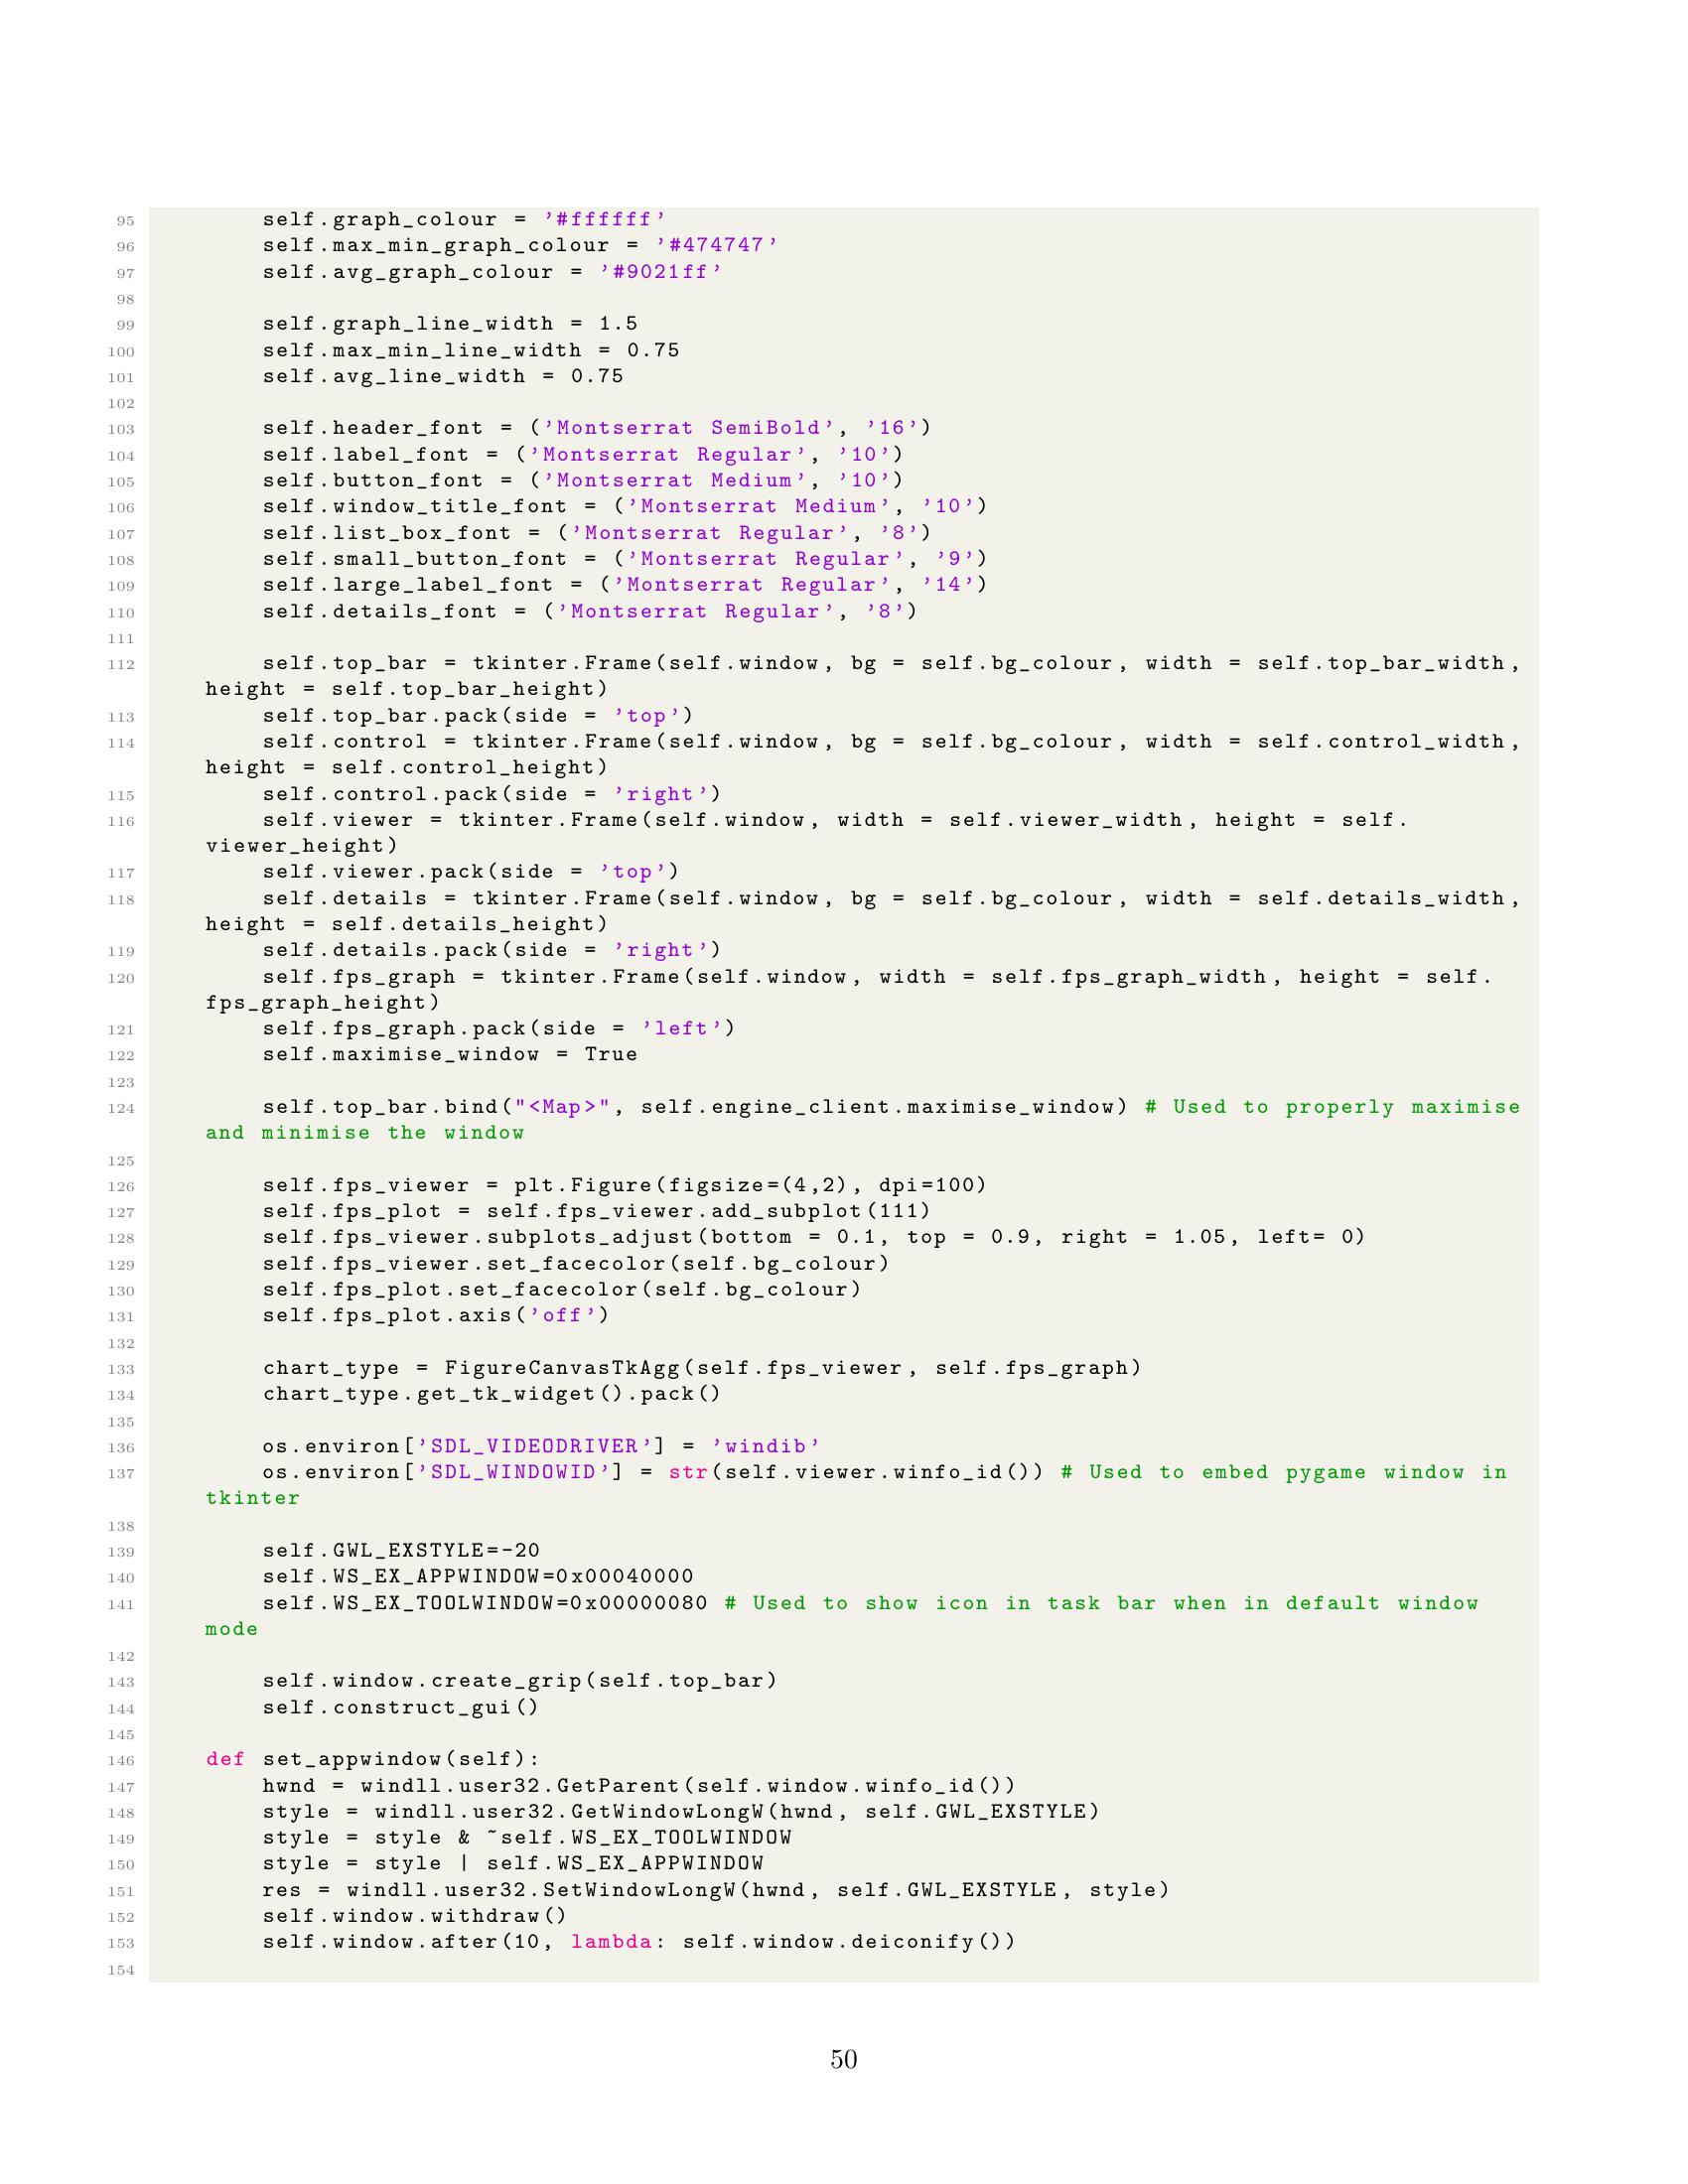 95 self.graph_colour = '#ffffff'
96 self.max_min_graph_colour = '#474747'
97 self.avg_graph_colour = '#9021ff'
98
99 self.graph_line_width = 1.5
100 self.max_min_line_width = 0.75
101 self.avg_line_width = 0.75
102
103 self.header_font = ('Montserrat SemiBold', '16')
104 self.label_font = ('Montserrat Regular', '10')
105 self.button_font = ('Montserrat Medium', '10')
106 self.window_title_font = ('Montserrat Medium', '10')
107 self.list_box_font = ('Montserrat Regular', '8')
108 self.small_button_font = ('Montserrat Regular', '9')
109 self.large_label_font = ('Montserrat Regular', '14')
110 self.details_font = ('Montserrat Regular', '8')
111
112 self.top_bar = tkinter.Frame(self.window, bg = self.bg_colour, width = self.top_bar_width,
height = self.top_bar_height)
113 self.top_bar.pack(side = 'top')
114 self.control = tkinter.Frame(self.window, bg = self.bg_colour, width = self.control_width,
height = self.control_height)
115 self.control.pack(side = 'right')
116 self.viewer = tkinter.Frame(self.window, width = self.viewer_width, height = self.
viewer_height)
117 self.viewer.pack(side = 'top')
118 self.details = tkinter.Frame(self.window, bg = self.bg_colour, width = self.details_width,
height = self.details_height)
119 self.details.pack(side = 'right')
120 self.fps_graph = tkinter.Frame(self.window, width = self.fps_graph_width, height = self.
fps_graph_height)
121 self.fps_graph.pack(side = 'left')
122 self.maximise_window = True
123
124 self.top_bar.bind("<Map>", self.engine_client.maximise_window) # Used to properly maximise
and minimise the window
125
126 self.fps_viewer = plt.Figure(figsize=(4,2), dpi=100)
127 self.fps_plot = self.fps_viewer.add_subplot(111)
128 self.fps_viewer.subplots_adjust(bottom = 0.1, top = 0.9, right = 1.05, left= 0)
129 self.fps_viewer.set_facecolor(self.bg_colour)
130 self.fps_plot.set_facecolor(self.bg_colour)
131 self.fps_plot.axis('off')
132
133 chart_type = FigureCanvasTkAgg(self.fps_viewer, self.fps_graph)
134 chart_type.get_tk_widget().pack()
135
136 os.environ['SDL_VIDEODRIVER'] = 'windib'
137 os.environ['SDL_WINDOWID'] = str(self.viewer.winfo_id()) # Used to embed pygame window in
tkinter
138
139 self.GWL_EXSTYLE=-20
140 self.WS_EX_APPWINDOW=0x00040000
141 self.WS_EX_TOOLWINDOW=0x00000080 # Used to show icon in task bar when in default window
mode
142
143 self.window.create_grip(self.top_bar)
144 self.construct_gui()
145
146 def set_appwindow(self):
147 hwnd = windll.user32.GetParent(self.window.winfo_id())
148 style = windll.user32.GetWindowLongW(hwnd, self.GWL_EXSTYLE)
149 style = style & ~self.WS_EX_TOOLWINDOW
150 style = style | self.WS_EX_APPWINDOW
151 res = windll.user32.SetWindowLongW(hwnd, self.GWL_EXSTYLE, style)
152 self.window.withdraw()
153 self.window.after(10, lambda: self.window.deiconify())
154
50